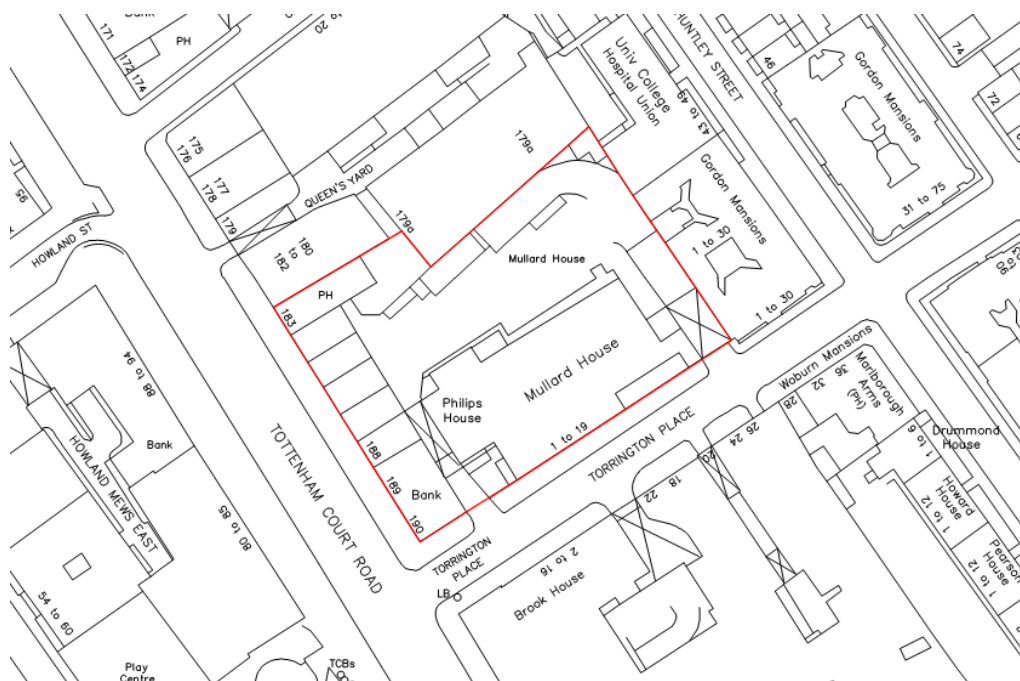 Bank
171
172
174
PH
20
HUNTLEY STREET
46
74
72
Univ College
Hospital Union
43 to 49
Gordon
Mansions
31 to 75
175
176
177
178
179
QUEEN'S YARD
179a
179a
180
to
182
95
HOWLAND ST
PH
183
Mullard House
Gordon Mansions
1 to 30
1 to 30
88 to 94
Bank
HOWLAND MEWS EAST
80 to 85
54 to 60
Play
Centre
TCBs
TOTTENHAM COURT ROAD
188
189
190
Bank
Philips
House
Mullard House
1 to 19
TORRINGTON PLACE
TORRINGTON
PLACE
LB
2 to 16
Brook House
22
18
20
26 24
28
32
36
Woburn Mansions
Marlborough
Arms
(PH)
1 to 6
Drummond
House
Howard
House
1 to 12
Pearson
House
1 to 12